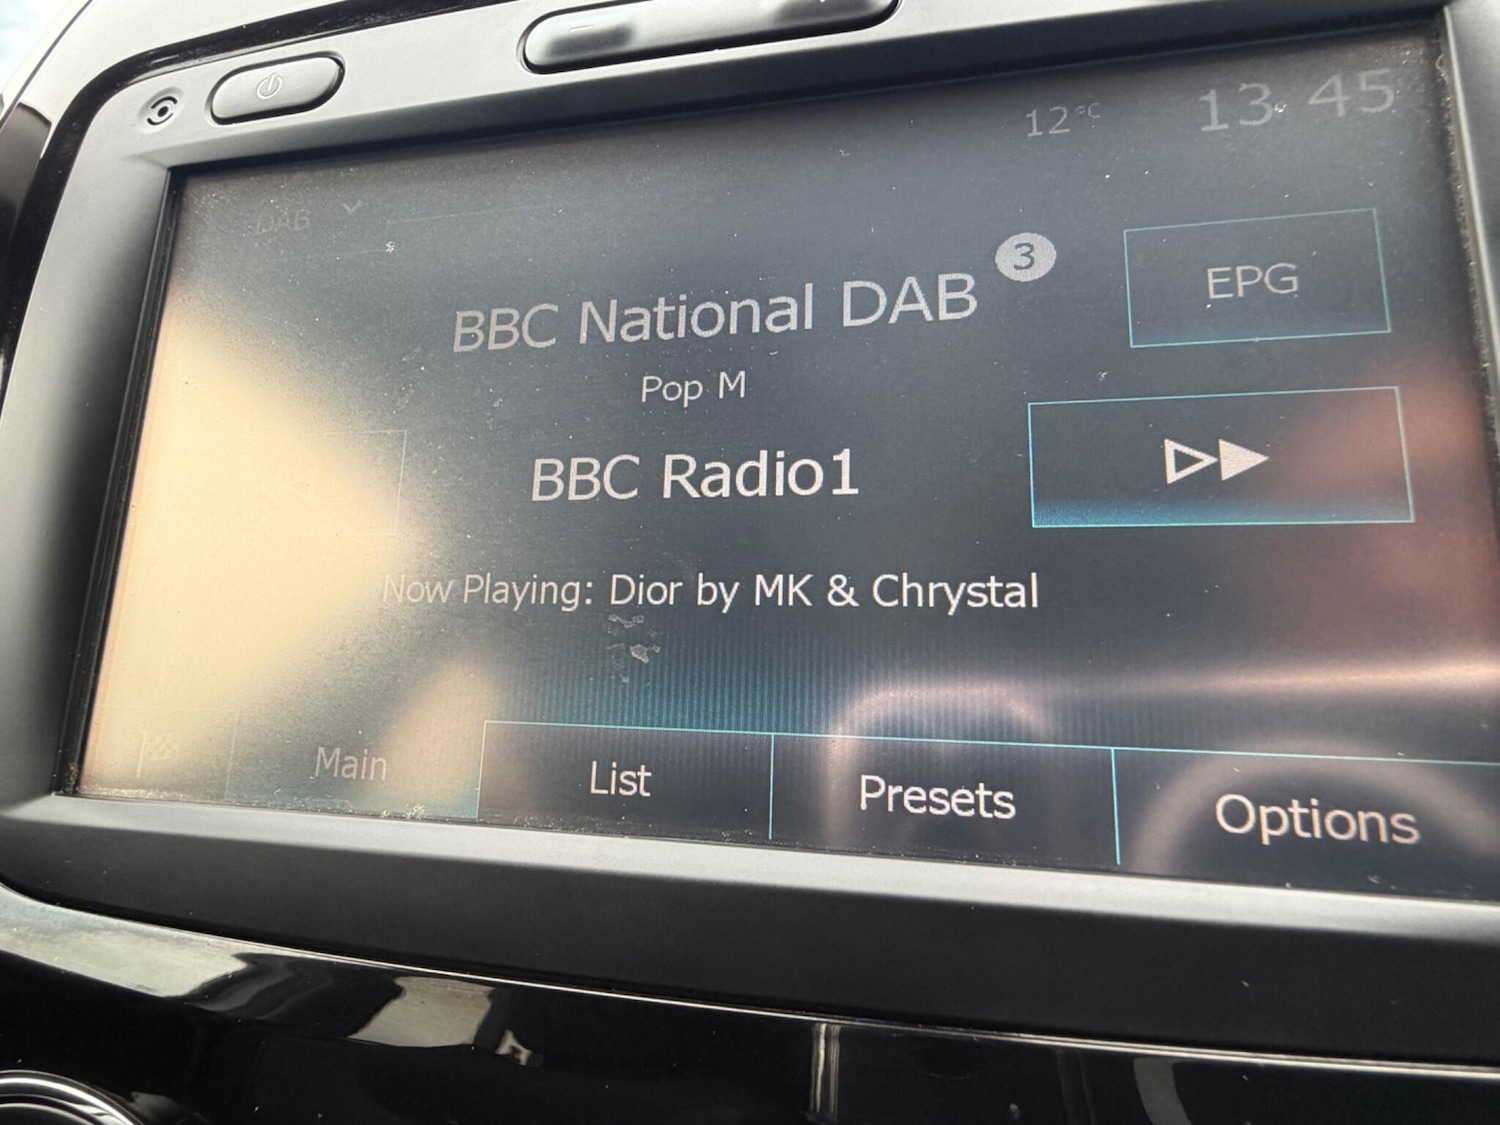 12°C 13:45
DAB
BBC National DAB 3
EPG
Pop M
BBC Radio1
Now Playing: Dior by MK & Chrystal
Main List Presets Options